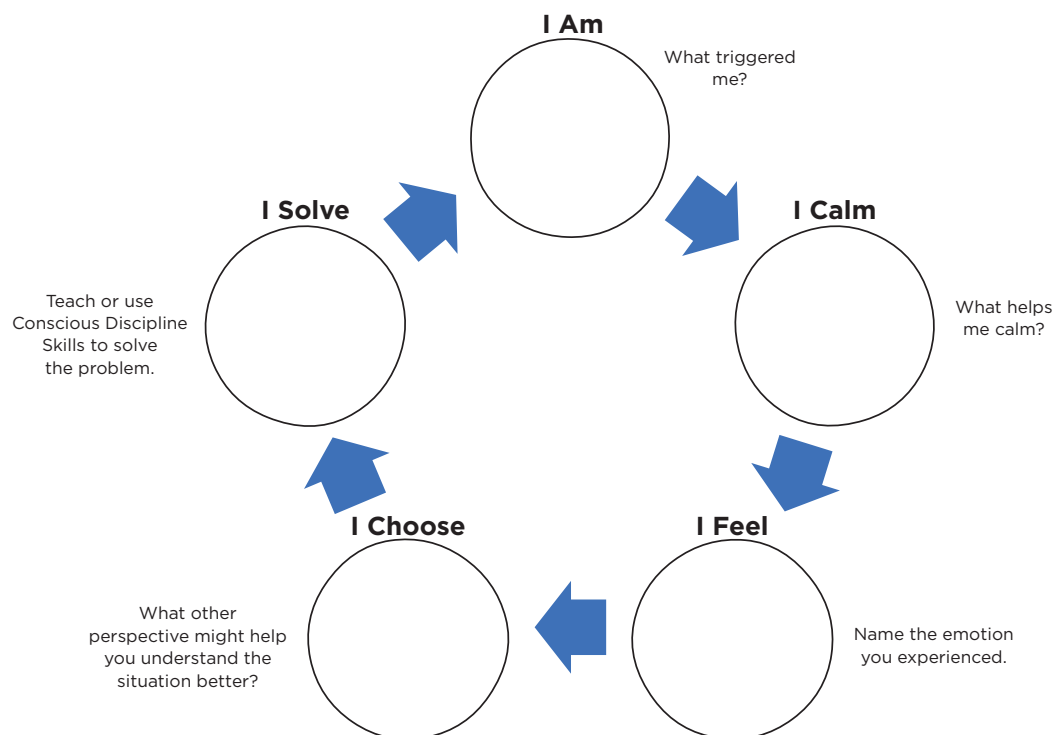 I Am
What triggered
me?
I Calm
What helps
me calm?
I Feel
Name the emotion
you experienced.
I Choose
What other
perspective might help
you understand the
situation better?
I Solve
Teach or use
Conscious Discipline
Skills to solve
the problem.